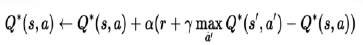 Q*(s,a) ← Q*(s,a) + α(r + γ max_{a'} Q*(s',a') − Q*(s,a))